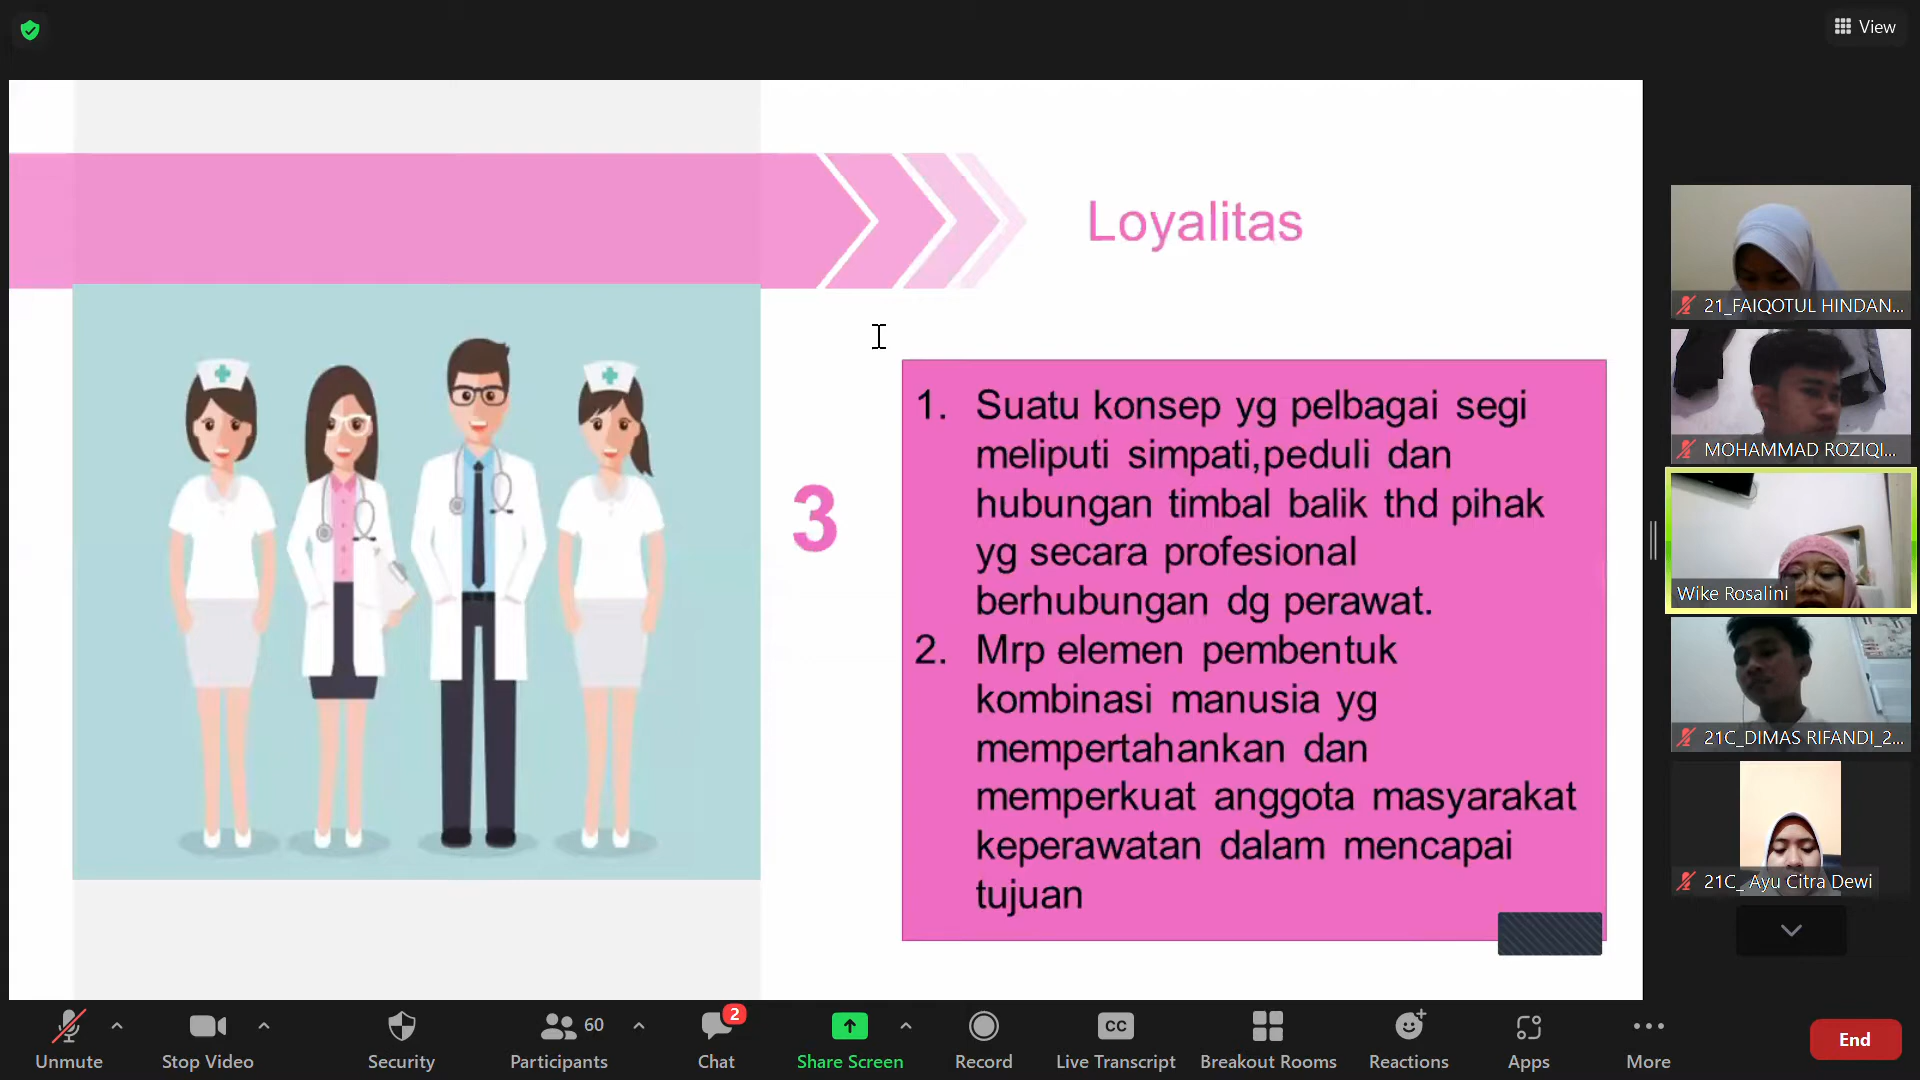 View
Loyalitas
3
1. Suatu konsep yg pelbagai segi
meliputi simpati,peduli dan
hubungan timbal balik thd pihak
yg secara profesional
berhubungan dg perawat.
2. Mrp elemen pembentuk
kombinasi manusia yg
mempertahankan dan
memperkuat anggota masyarakat
keperawatan dalam mencapai
tujuan
21_FAIQOTUL HINDAN...
MOHAMMAD ROZIQI...
Wike Rosalini
21C_DIMAS RIFANDI_2...
21C_ Ayu Citra Dewi
Unmute
Stop Video
Security
60
Participants
2
Chat
Share Screen
Record
CC
Live Transcript
Breakout Rooms
Reactions
Apps
More
End